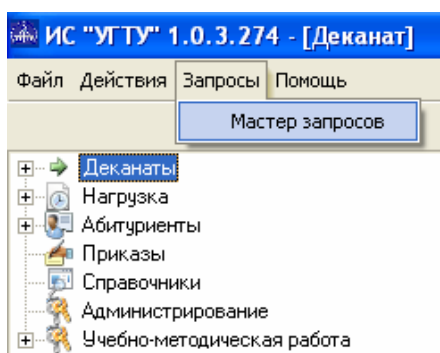 ИС "УГТУ" 1.0.3.274 - [Деканат]
Файл Действия Запросы Помощь
Мастер запросов
Деканаты
Нагрузка
Абитуриенты
Приказы
Справочники
Администрирование
Учебно-методическая работа